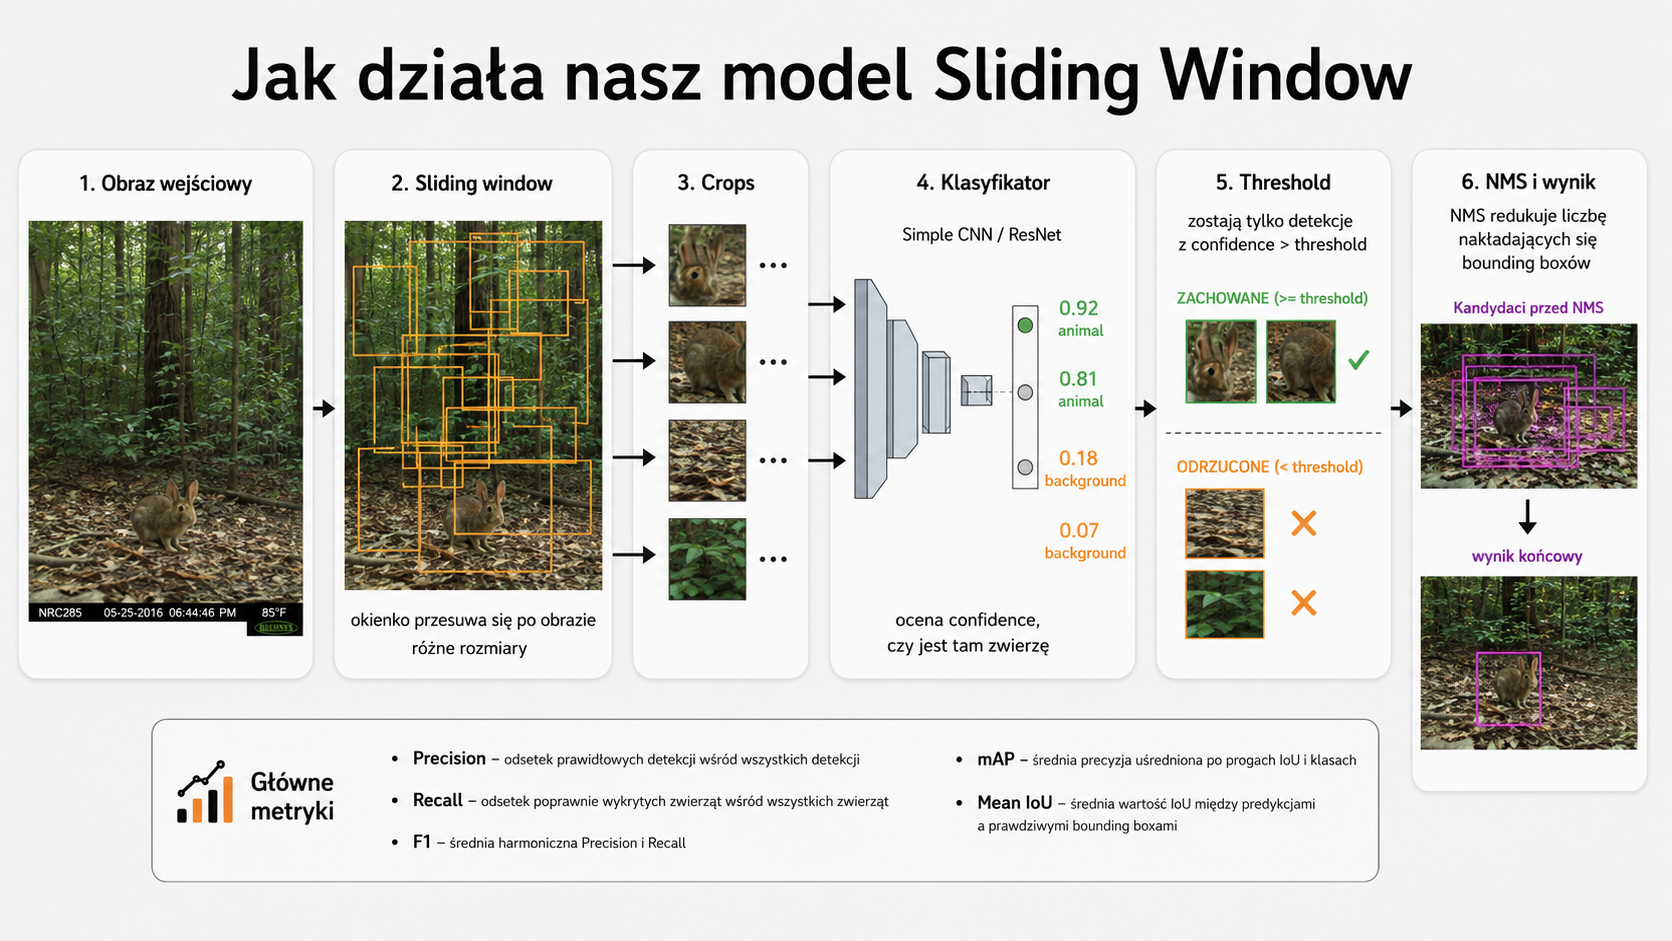 Jak działa nasz model Sliding Window
1. Obraz wejściowy
NRC285 05-25-2016 06:44:46 PM 85°F
2. Sliding window
okienko przesuwa się po obrazie
różne rozmiary
3. Crops
...
...
...
...
4. Klasyfikator
Simple CNN / ResNet
0.92
animal
0.81
animal
0.18
background
0.07
background
ocena confidence,
czy jest tam zwierzę
5. Threshold
zostają tylko detekcje
z confidence > threshold
ZACHOWANE (>= threshold)
ODRZUCONE (< threshold)
6. NMS i wynik
NMS redukuje liczbę
nakładających się
bounding boxów
Kandydaci przed NMS
wynik końcowy
Główne
metryki
• Precision – odsetek prawidłowych detekcji wśród wszystkich detekcji
• Recall – odsetek poprawnie wykrytych zwierząt wśród wszystkich zwierząt
• F1 – średnia harmoniczna Precision i Recall
• mAP – średnia precyzja uśredniona po progach IoU i klasach
• Mean IoU – średnia wartość IoU między predykcjami
a prawdziwymi bounding boxami